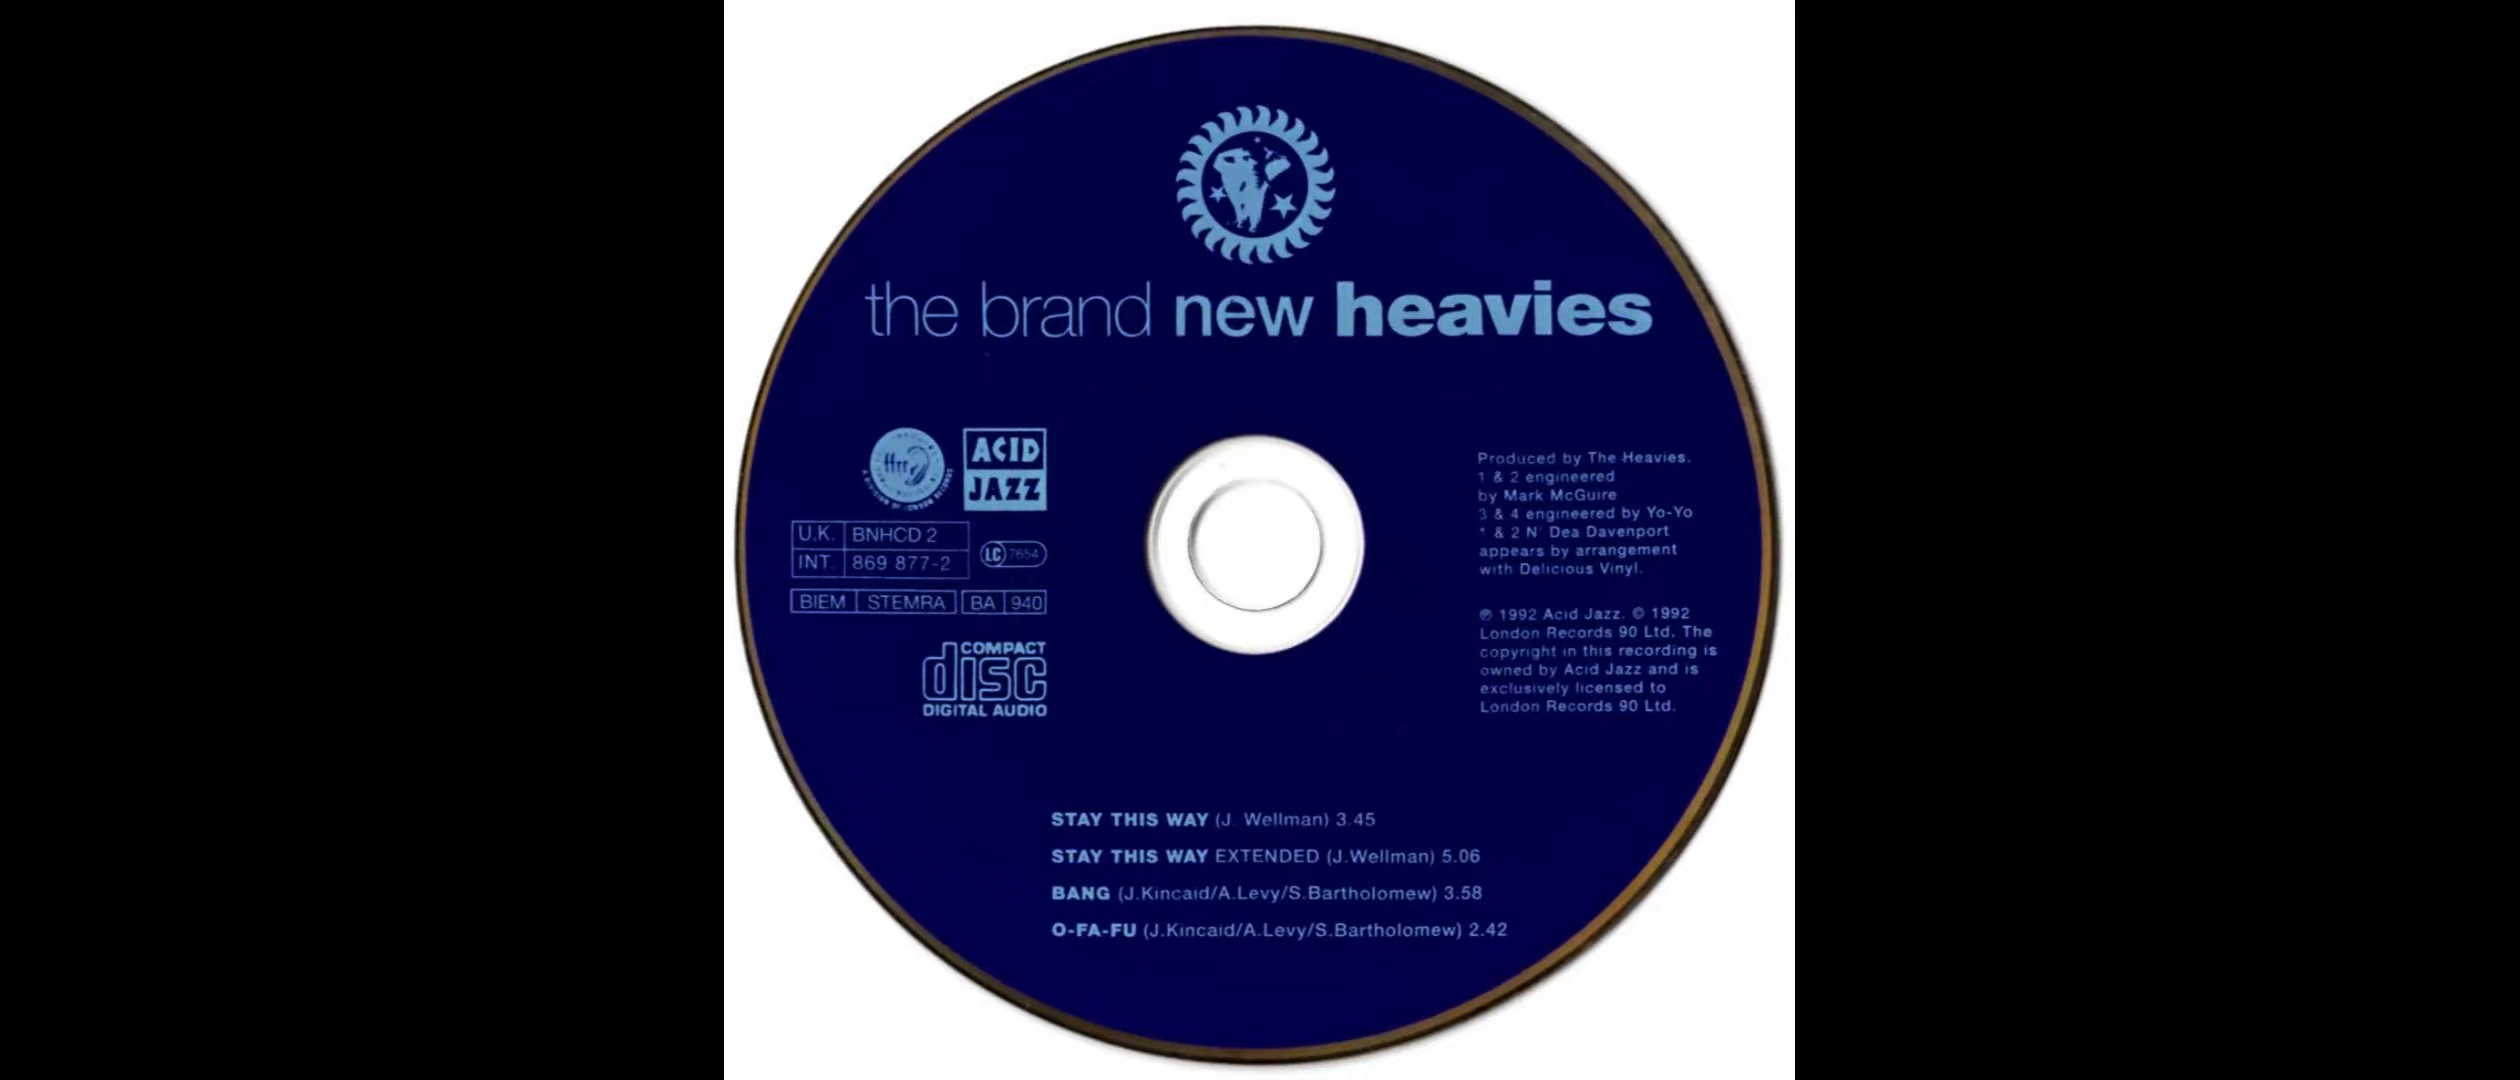 the brand new heavies
ffrr
A DIVISION OF LONDON RECORDS
ACID
JAZZ
U.K. BNHCD 2
INT. 869 877-2
LC 7654
BIEM STEMRA BA 940
COMPACT
disc
DIGITAL AUDIO
Produced by The Heavies.
1 & 2 engineered
by Mark McGuire
3 & 4 engineered by Yo-Yo
1 & 2 N' Dea Davenport
appears by arrangement
with Delicious Vinyl.
℗ 1992 Acid Jazz. © 1992
London Records 90 Ltd. The
copyright in this recording is
owned by Acid Jazz and is
exclusively licensed to
London Records 90 Ltd.
STAY THIS WAY (J. Wellman) 3.45
STAY THIS WAY EXTENDED (J.Wellman) 5.06
BANG (J.Kincaid/A.Levy/S.Bartholomew) 3.58
O-FA-FU (J.Kincaid/A.Levy/S.Bartholomew) 2.42